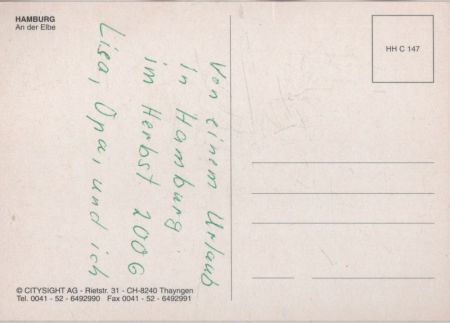 HAMBURG
An der Elbe
HH C 147
Von einem Urlaub
in Hamburg
im Herbst 2006
Lisa, Opa, und ich
© CITYSIGHT AG - Rietstr. 31 - CH-8240 Thayngen
Tel. 0041 - 52 - 6492990 Fax 0041 - 52 - 6492991